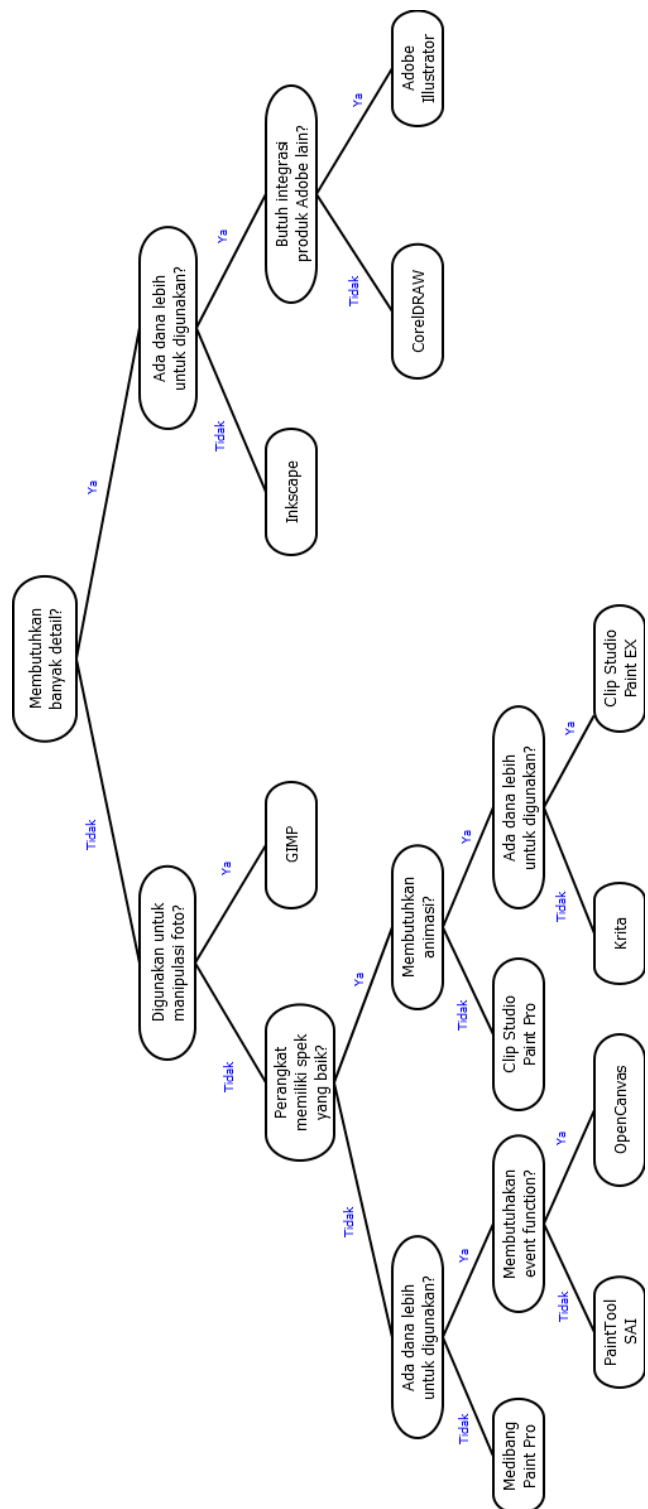 Membutuhkan
banyak detail?
Tidak
Ya
Digunakan untuk
manipulasi foto?
Ada dana lebih
untuk digunakan?
Tidak
Ya
Tidak
Ya
Perangkat
memiliki spek
yang baik?
GIMP
Inkscape
Butuh integrasi
produk Adobe lain?
Tidak
Ya
Tidak
Ya
Ada dana lebih
untuk digunakan?
Membutuhkan
animasi?
CorelDRAW
Adobe
Illustrator
Tidak
Ya
Tidak
Ya
Medibang
Paint Pro
Membutuhakan
event function?
Clip Studio
Paint Pro
Ada dana lebih
untuk digunakan?
Tidak
Ya
Tidak
Ya
PaintTool
SAI
OpenCanvas
Krita
Clip Studio
Paint EX